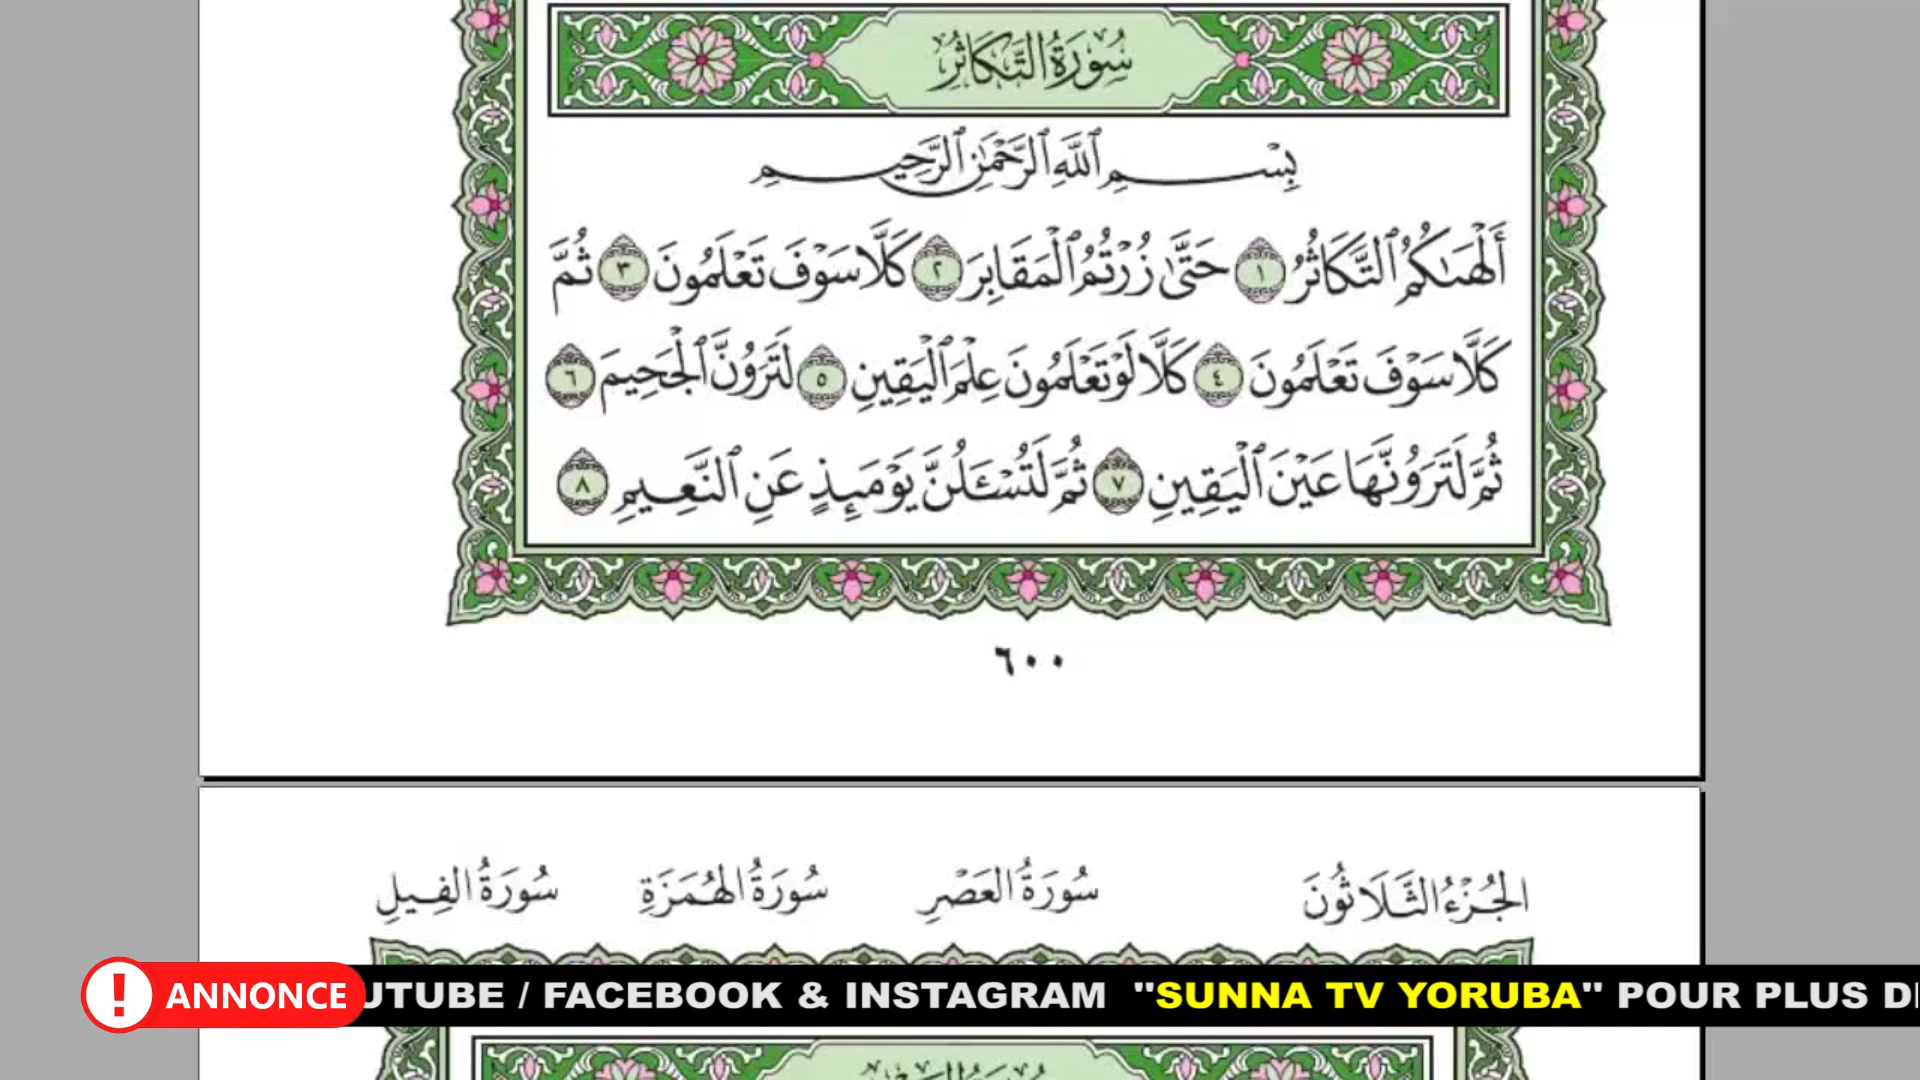 سُورَةُ التَّكَاثُرِ
بِسْمِ ٱللَّهِ ٱلرَّحْمَٰنِ ٱلرَّحِيمِ
أَلْهَىٰكُمُ ٱلتَّكَاثُرُ ١ حَتَّىٰ زُرْتُمُ ٱلْمَقَابِرَ ٢ كَلَّا سَوْفَ تَعْلَمُونَ ٣ ثُمَّ
كَلَّا سَوْفَ تَعْلَمُونَ ٤ كَلَّا لَوْ تَعْلَمُونَ عِلْمَ ٱلْيَقِينِ ٥ لَتَرَوُنَّ ٱلْجَحِيمَ ٦
ثُمَّ لَتَرَوُنَّهَا عَيْنَ ٱلْيَقِينِ ٧ ثُمَّ لَتُسْـَٔلُنَّ يَوْمَئِذٍ عَنِ ٱلنَّعِيمِ ٨
٦٠٠
الجُزْءُ الثَّلَاثُونَ سُورَةُ العَصْرِ سُورَةُ الهُمَزَةِ سُورَةُ الفِيلِ
! ANNONCE UTUBE / FACEBOOK & INSTAGRAM "SUNNA TV YORUBA" POUR PLUS